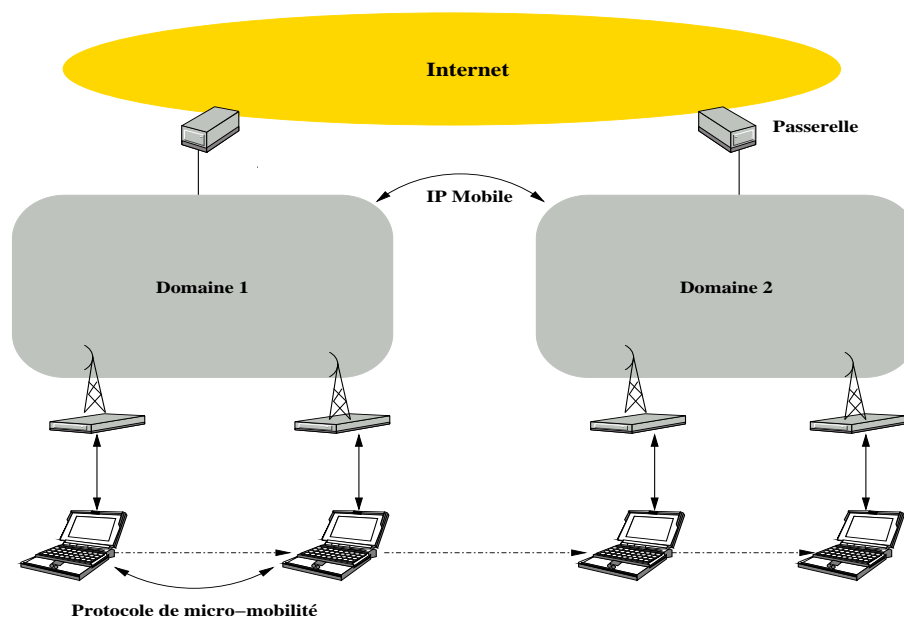 Internet
Passerelle
IP Mobile
Domaine 1
Domaine 2
Protocole de micro−mobilité